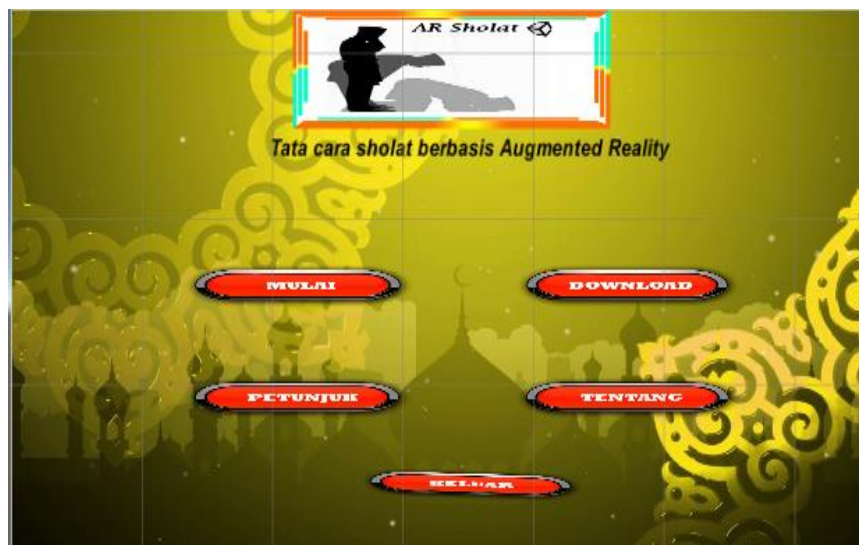 AR Sholat
Tata cara sholat berbasis Augmented Reality
MULAI
DOWNLOAD
PETUNJUK
TENTANG
KELUAR